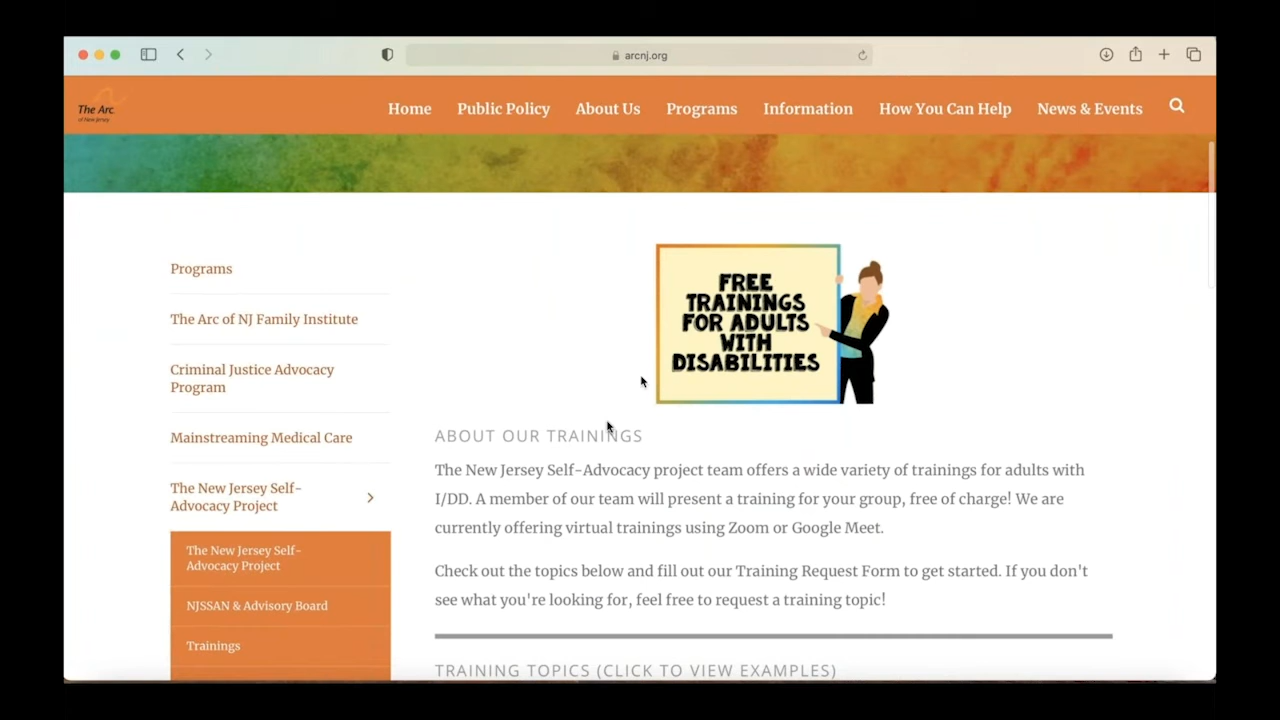 arcnj.org
The Arc
of New Jersey
Home Public Policy About Us Programs Information How You Can Help News & Events
FREE
TRAININGS
FOR ADULTS
WITH
DISABILITIES
Programs
The Arc of NJ Family Institute
Criminal Justice Advocacy
Program
Mainstreaming Medical Care
The New Jersey Self-
Advocacy Project
The New Jersey Self-
Advocacy Project
NJSSAN & Advisory Board
Trainings
ABOUT OUR TRAININGS
The New Jersey Self-Advocacy project team offers a wide variety of trainings for adults with
I/DD. A member of our team will present a training for your group, free of charge! We are
currently offering virtual trainings using Zoom or Google Meet.
Check out the topics below and fill out our Training Request Form to get started. If you don't
see what you're looking for, feel free to request a training topic!
TRAINING TOPICS (CLICK TO VIEW EXAMPLES)